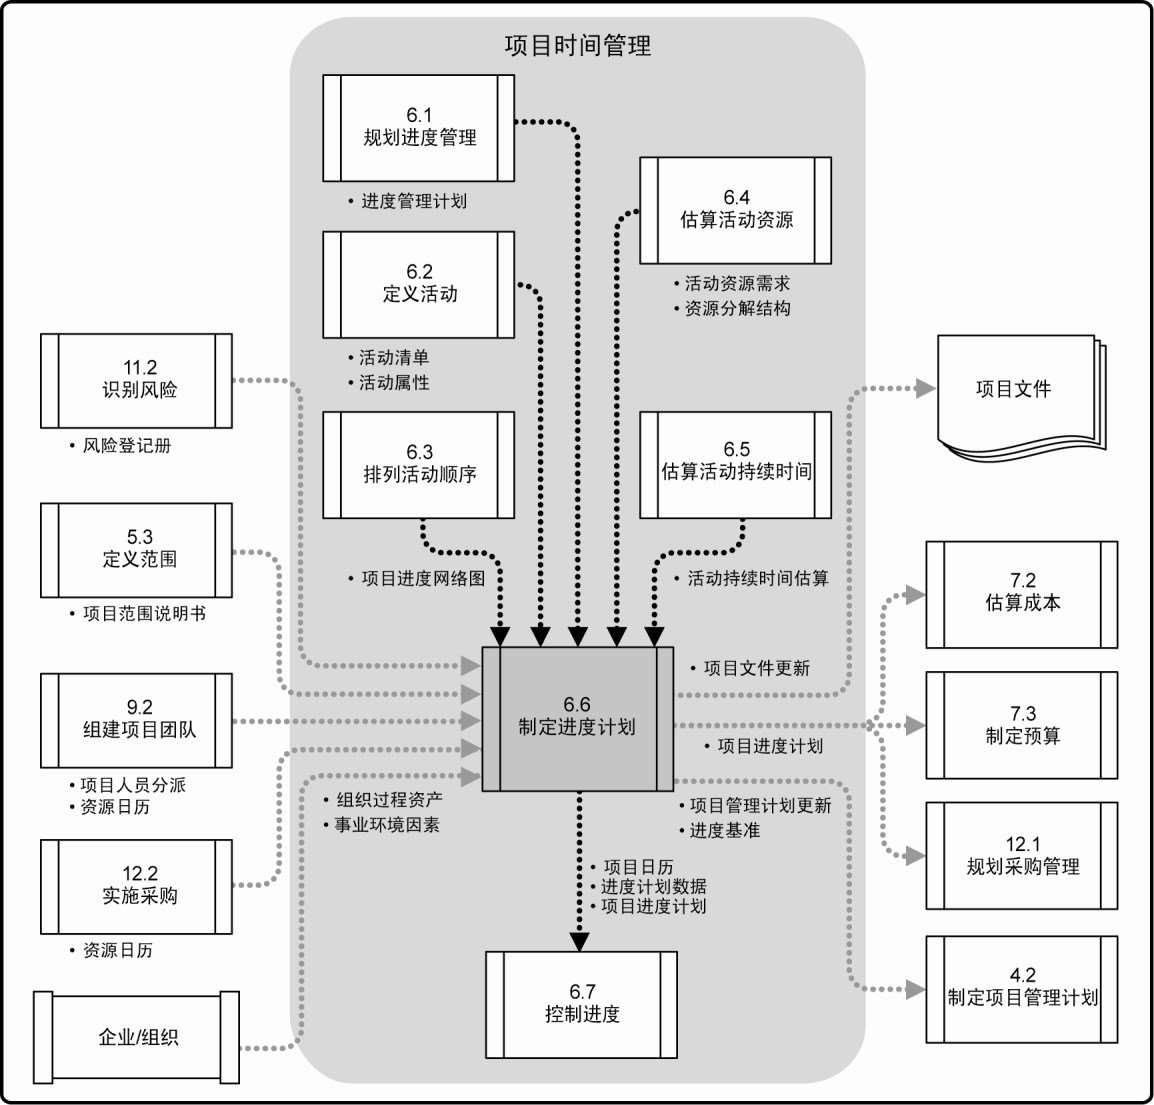 项目时间管理
6.1
规划进度管理
• 进度管理计划
6.4
估算活动资源
• 活动资源需求
• 资源分解结构
6.2
定义活动
• 活动清单
• 活动属性
11.2
识别风险
• 风险登记册
项目文件
6.3
排列活动顺序
• 项目进度网络图
6.5
估算活动持续时间
• 活动持续时间估算
5.3
定义范围
• 项目范围说明书
7.2
估算成本
6.6
制定进度计划
• 项目文件更新
• 项目进度计划
• 项目管理计划更新
• 进度基准
9.2
组建项目团队
• 项目人员分派
• 资源日历
7.3
制定预算
• 组织过程资产
• 事业环境因素
12.2
实施采购
• 资源日历
• 项目日历
• 进度计划数据
• 项目进度计划
12.1
规划采购管理
企业/组织
6.7
控制进度
4.2
制定项目管理计划